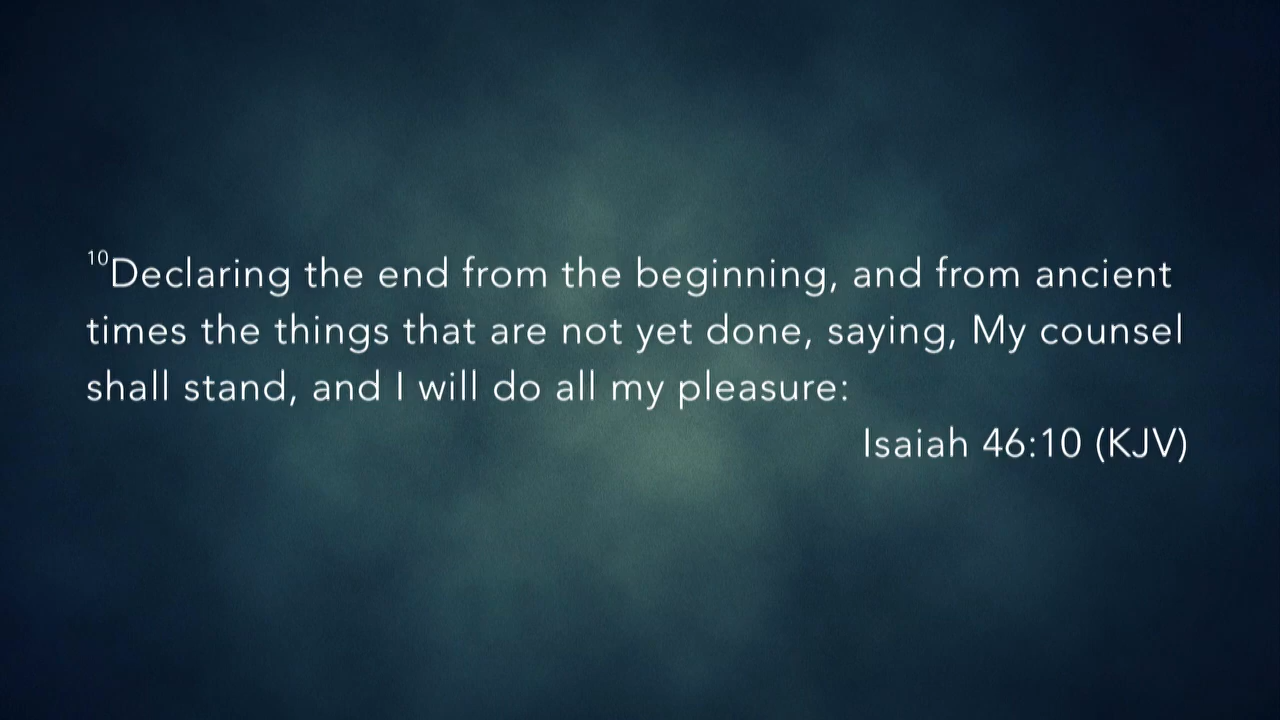 10Declaring the end from the beginning, and from ancient
times the things that are not yet done, saying, My counsel
shall stand, and I will do all my pleasure:
Isaiah 46:10 (KJV)